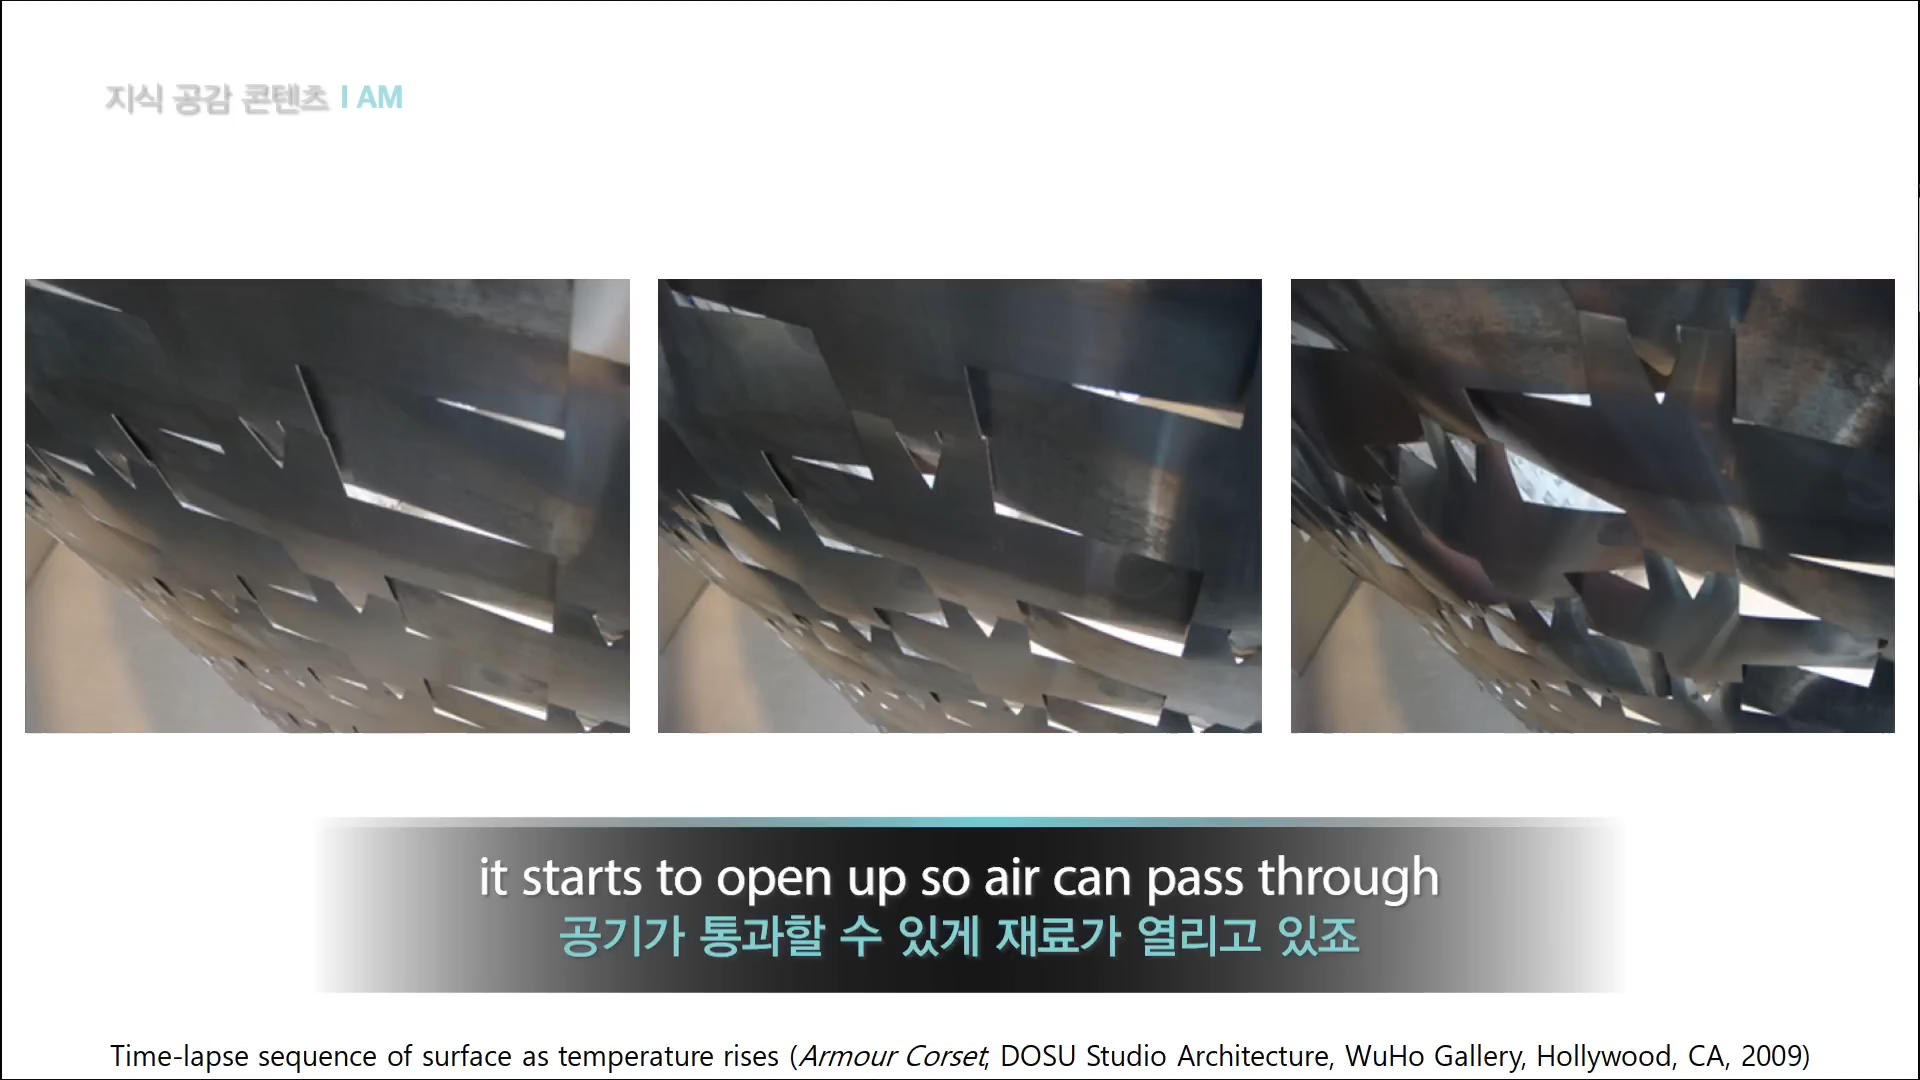 지식 공감 콘텐츠 I AM
it starts to open up so air can pass through
공기가 통과할 수 있게 재료가 열리고 있죠
Time-lapse sequence of surface as temperature rises (Armour Corset, DOSU Studio Architecture, WuHo Gallery, Hollywood, CA, 2009)